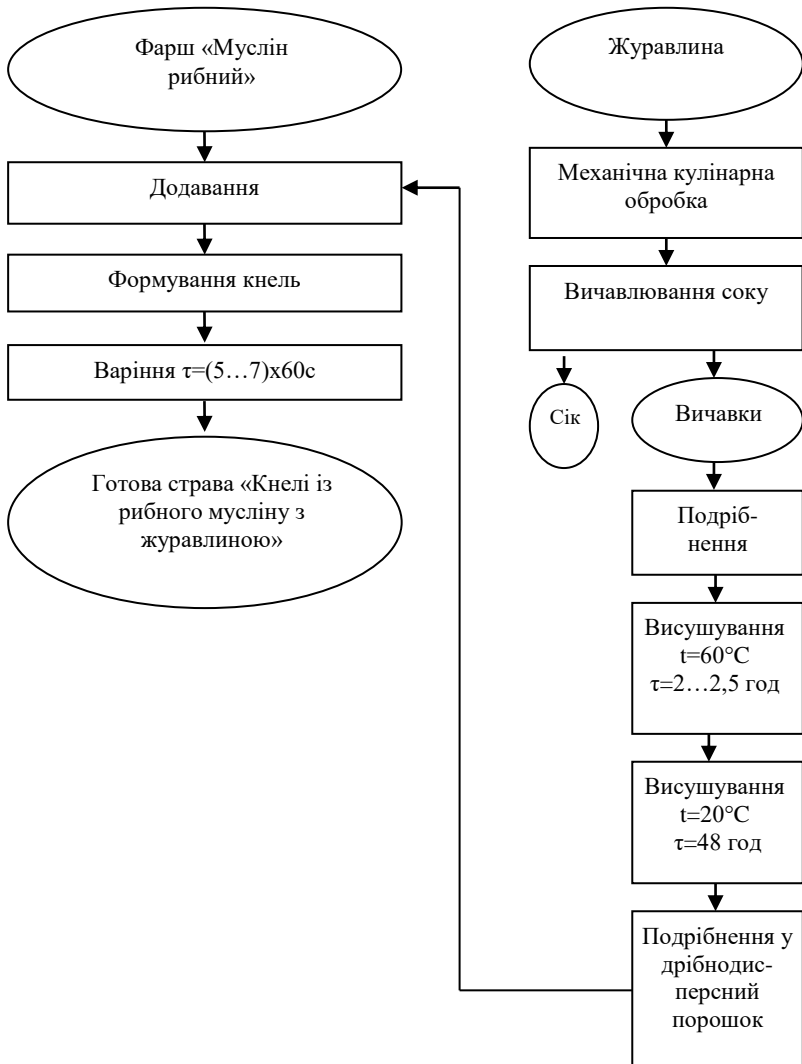 Фарш «Муслін
рибний»
Додавання
Формування кнель
Варіння τ=(5…7)х60с
Готова страва «Кнелі із
рибного мусліну з
журавлиною»
Журавлина
Механічна кулінарна
обробка
Вичавлювання соку
Сік
Вичавки
Подріб-
нення
Висушування
t=60°C
τ=2…2,5 год
Висушування
t=20°C
τ=48 год
Подрібнення у
дрібнодис-
персний
порошок